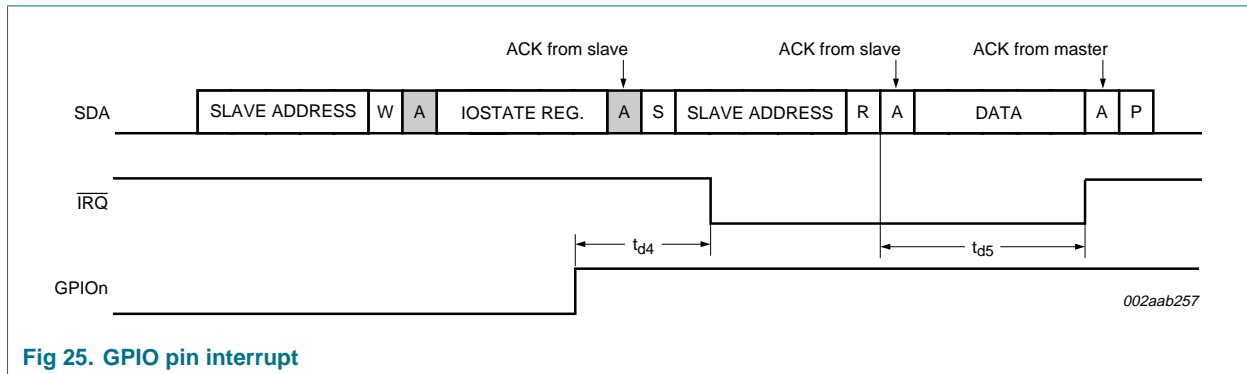 ACK from slave ACK from slave ACK from master
SDA SLAVE ADDRESS W A IOSTATE REG. A S SLAVE ADDRESS R A DATA A P
IRQ
td4 td5
GPIOn
002aab257
Fig 25. GPIO pin interrupt